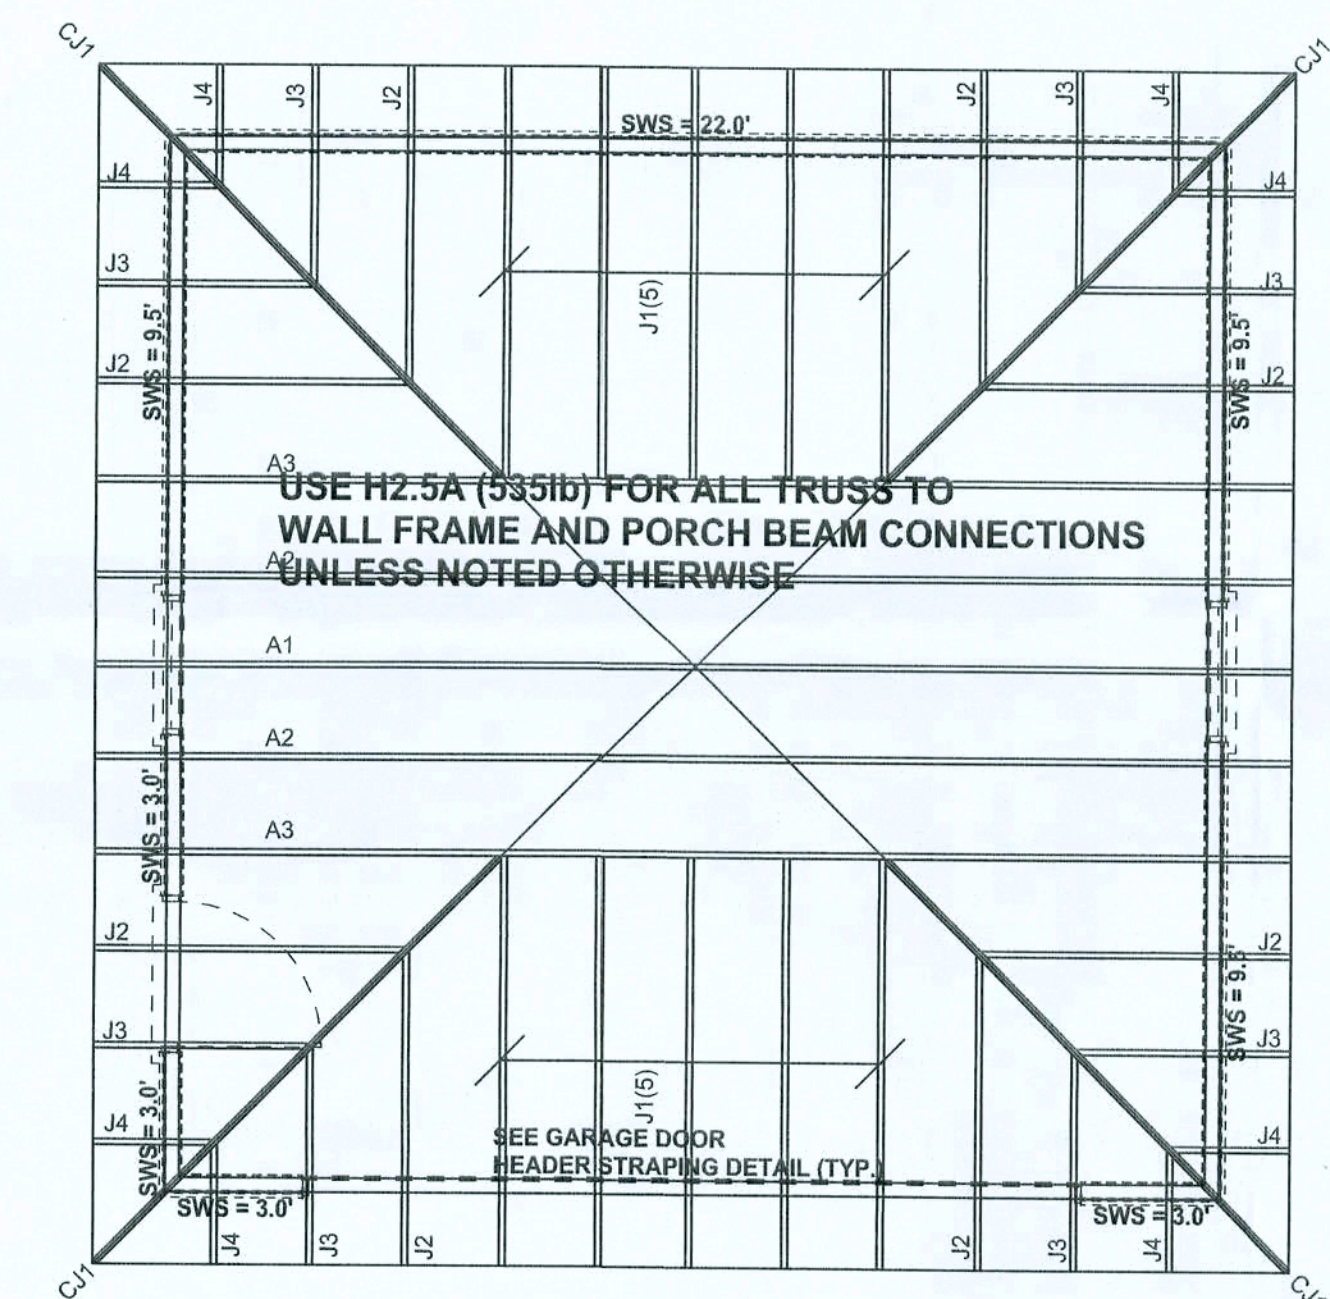 CJ1
CJ1
J4
J3
J2
J2
J3
J4
SWS = 22.0'
J4
J4
J3
J3
J1(5)
SWS = 9.5'
SWS = 9.5'
J2
J2
A3
USE H2.5A (535lb) FOR ALL TRUSS TO
WALL FRAME AND PORCH BEAM CONNECTIONS
A2
UNLESS NOTED OTHERWISE
A1
A2
SWS = 3.0'
A3
J2
J2
SWS = 9.5'
J3
J3
J1(5)
SWS = 3.0'
SEE GARAGE DOOR
J4
J4
HEADER STRAPING DETAIL (TYP.)
SWS = 3.0'
SWS = 3.0'
J4
J3
J2
J2
J3
J4
CJ1